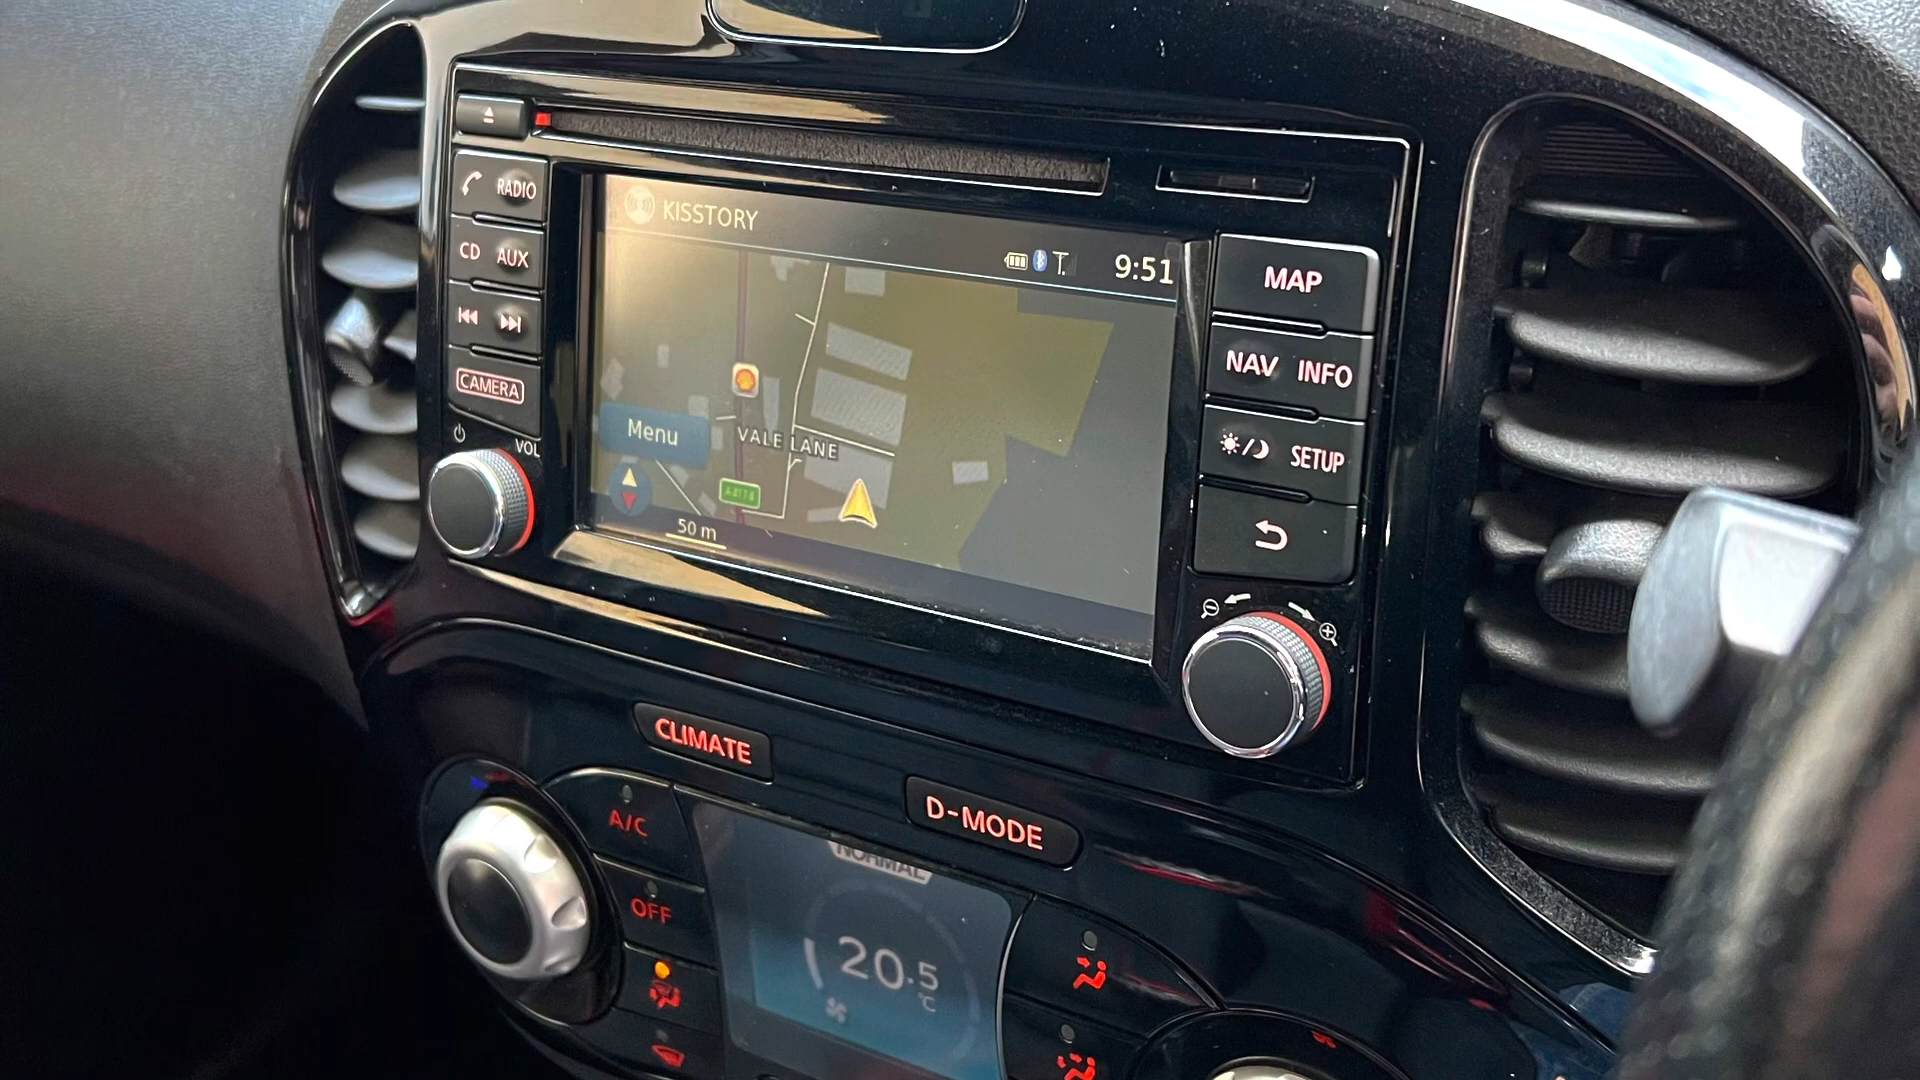 KISSTORY
9:51
RADIO
CD AUX
CAMERA
VOL
MAP
NAV INFO
SETUP
Menu
VALE LANE
50 m
CLIMATE
D-MODE
A/C
OFF
NORMAL
20.5
°C